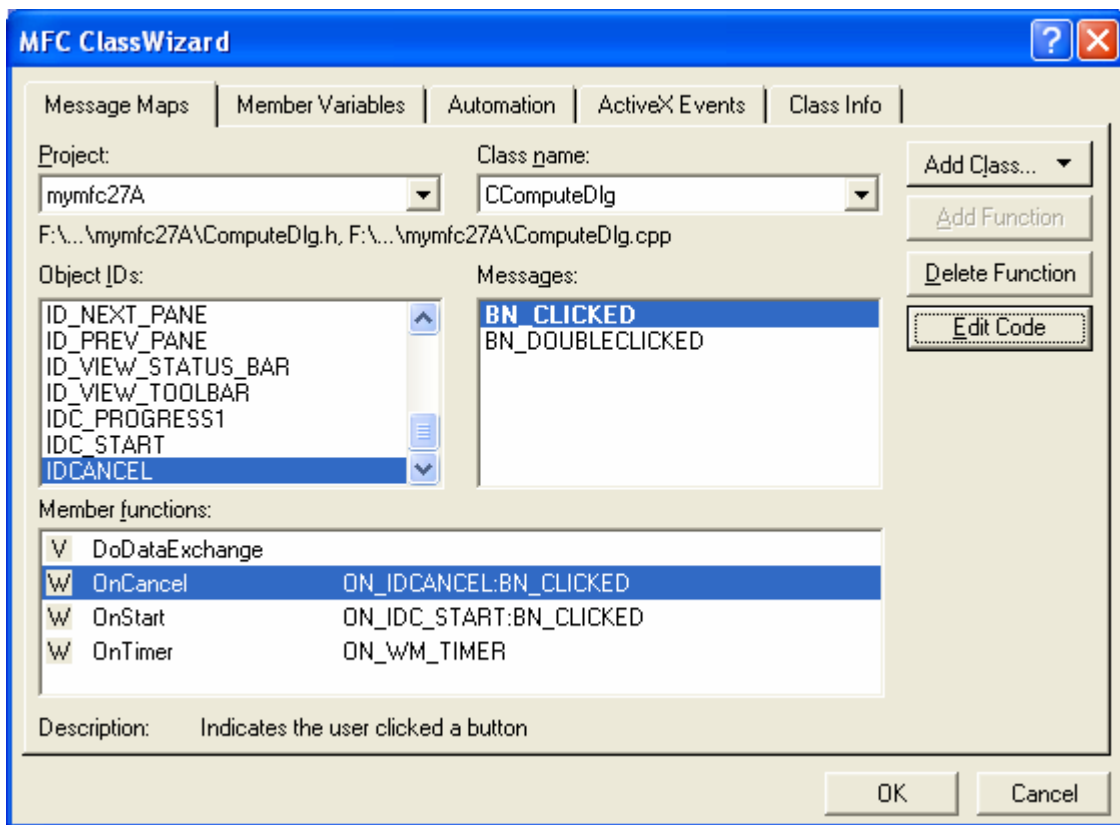 MFC ClassWizard
Message Maps Member Variables Automation ActiveX Events Class Info
Project: Class name:
mymfc27A CComputeDlg
Add Class...
F:\...\mymfc27A\ComputeDlg.h, F:\...\mymfc27A\ComputeDlg.cpp
Add Function
Object IDs: Messages:
Delete Function
ID_NEXT_PANE
ID_PREV_PANE
ID_VIEW_STATUS_BAR
ID_VIEW_TOOLBAR
IDC_PROGRESS1
IDC_START
IDCANCEL
BN_CLICKED
BN_DOUBLECLICKED
Edit Code
Member functions:
V DoDataExchange
W OnCancel ON_IDCANCEL:BN_CLICKED
W OnStart ON_IDC_START:BN_CLICKED
W OnTimer ON_WM_TIMER
Description: Indicates the user clicked a button
OK Cancel